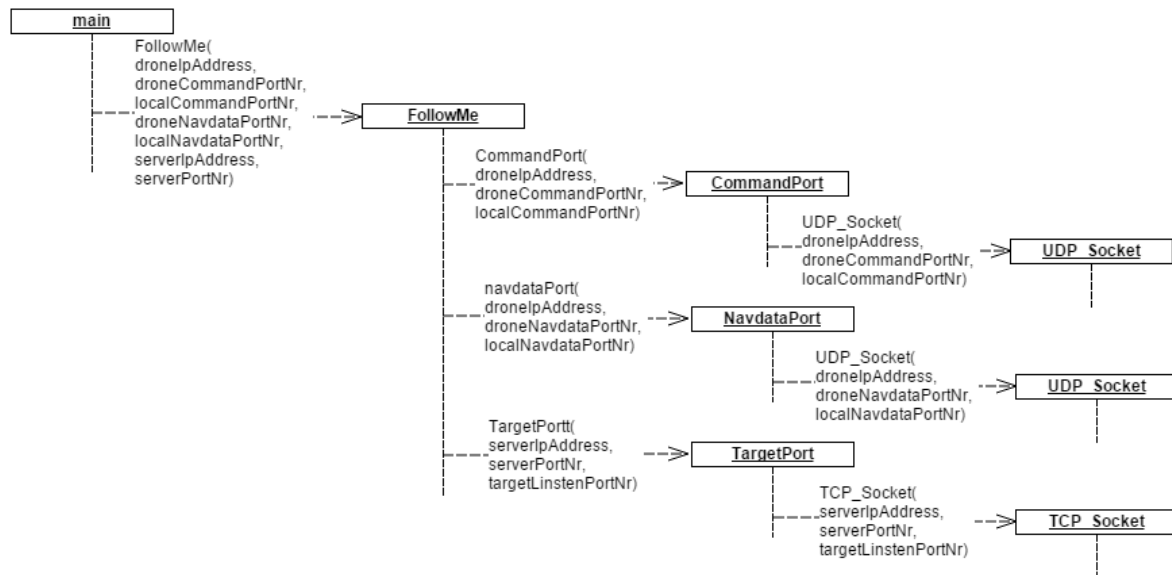 main
FollowMe(
droneIpAddress,
droneCommandPortNr,
localCommandPortNr,
droneNavdataPortNr,
localNavdataPortNr,
serverIpAddress,
serverPortNr)
FollowMe
CommandPort(
droneIpAddress,
droneCommandPortNr,
localCommandPortNr)
CommandPort
UDP_Socket(
droneIpAddress,
droneCommandPortNr,
localCommandPortNr)
UDP_Socket
navdataPort(
droneIpAddress,
droneNavdataPortNr,
localNavdataPortNr)
NavdataPort
UDP_Socket(
droneIpAddress,
droneNavdataPortNr,
localNavdataPortNr)
UDP_Socket
TargetPortt(
serverIpAddress,
serverPortNr,
targetLinstenPortNr)
TargetPort
TCP_Socket(
serverIpAddress,
serverPortNr,
targetLinstenPortNr)
TCP_Socket